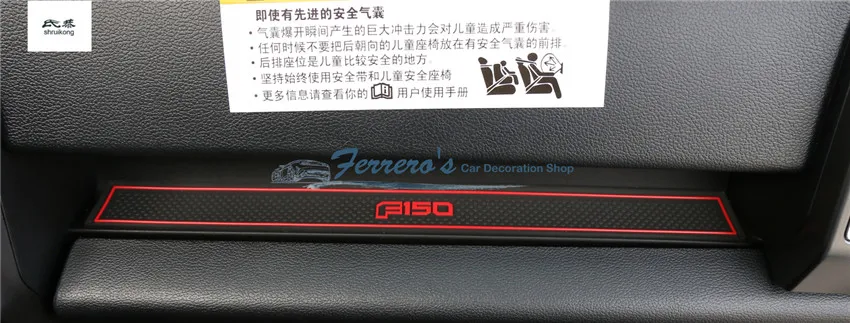 氏慕
shruikong
即使有先进的安全气囊
• 气囊爆开瞬间产生的巨大冲击力会对儿童造成严重伤害.
• 任何时候不要把后朝向的儿童座椅放在有安全气囊的前排.
• 后排座位是儿童比较安全的地方.
• 坚持始终使用安全带和儿童安全座椅
• 更多信息请查看你的 用户使用手册
Ferrero's Car Decoration Shop
F150